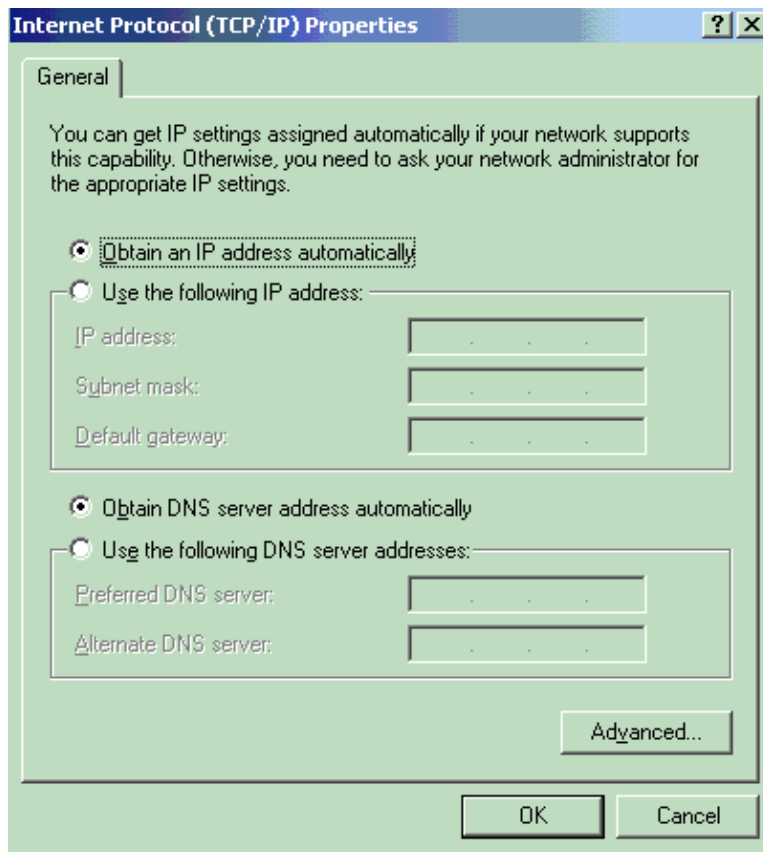 Internet Protocol (TCP/IP) Properties
General
You can get IP settings assigned automatically if your network supports
this capability. Otherwise, you need to ask your network administrator for
the appropriate IP settings.
Obtain an IP address automatically
Use the following IP address:
IP address:
Subnet mask:
Default gateway:
Obtain DNS server address automatically
Use the following DNS server addresses:
Preferred DNS server:
Alternate DNS server:
Advanced...
OK Cancel